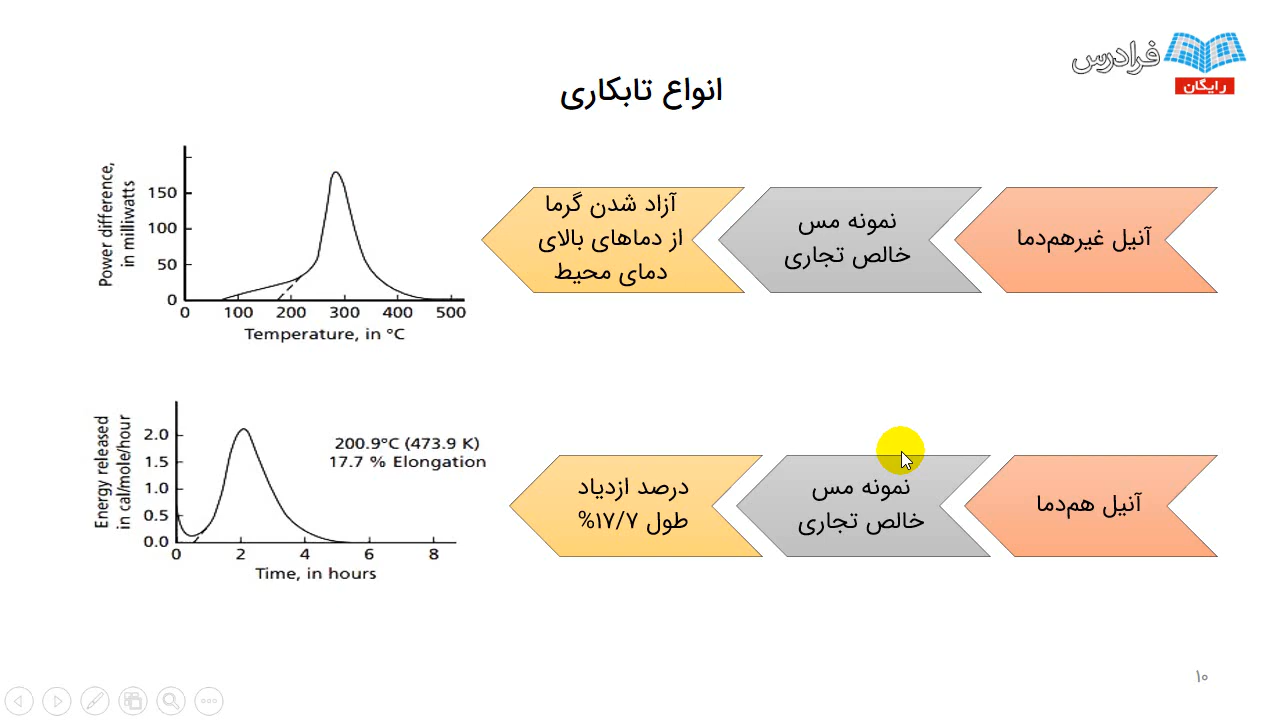 فرادرس
رایگان
انواع تابکاری
آنیل غیرهم‌دما
نمونه مس
خالص تجاری
آزاد شدن گرما
از دماهای بالای
دمای محیط
Power difference,
in milliwatts
150
100
50
0
0 100 200 300 400 500
Temperature, in °C
آنیل هم‌دما
نمونه مس
خالص تجاری
درصد ازدیاد
طول ۱۷/۷%
Energy released
in cal/mole/hour
2.0
1.5
1.0
0.5
0.0
200.9°C (473.9 K)
17.7 % Elongation
0 2 4 6 8
Time, in hours
۱۰